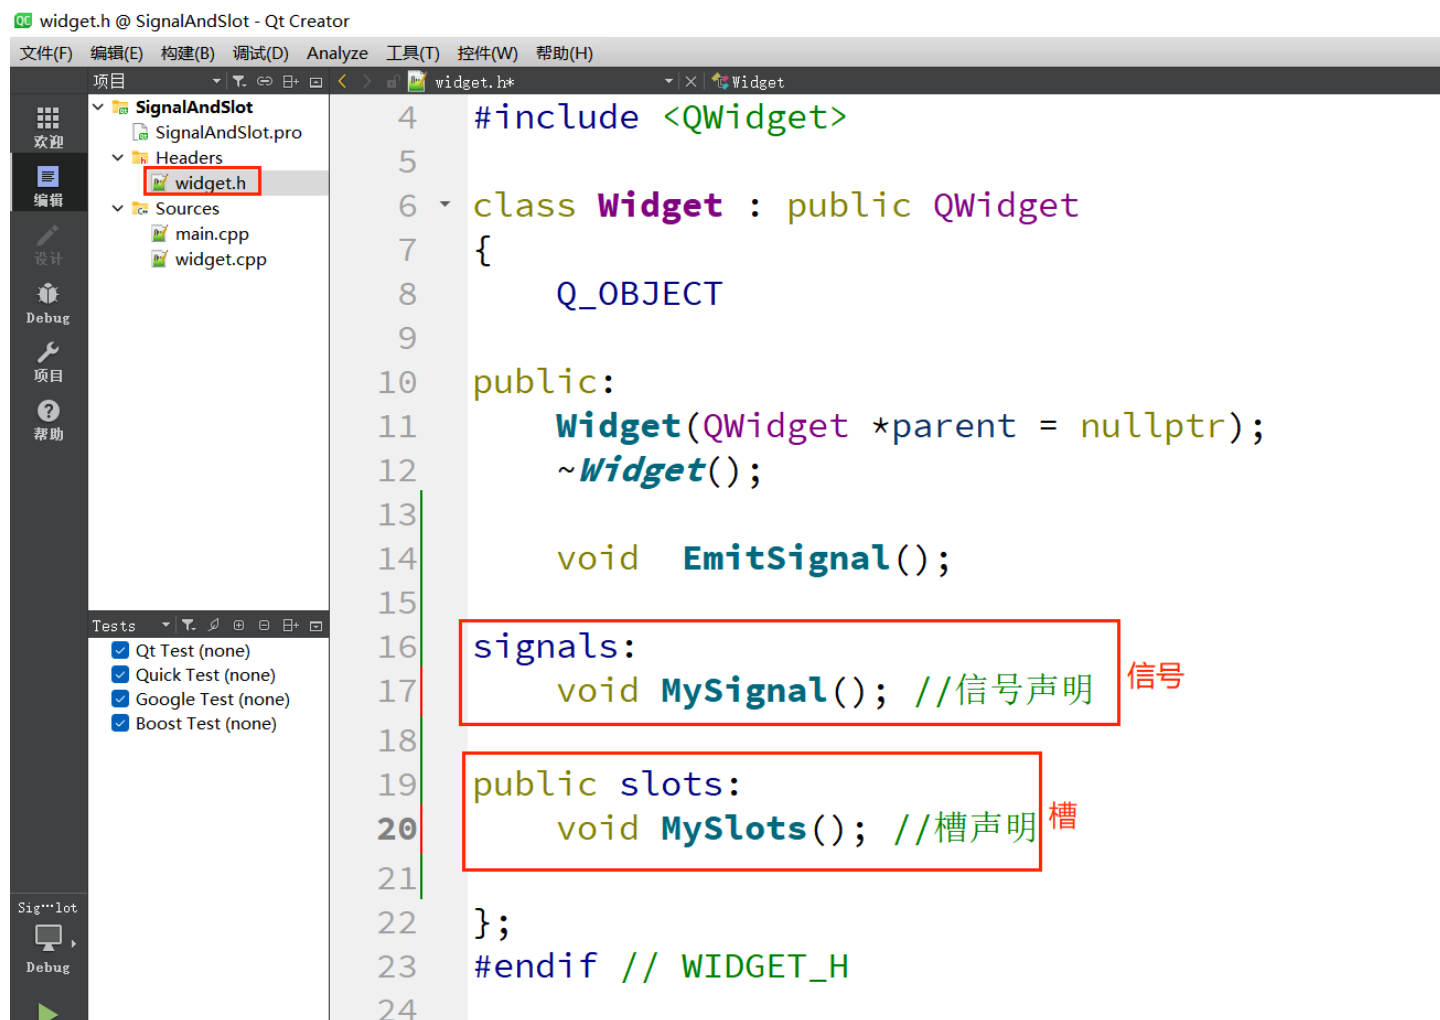 widget.h @ SignalAndSlot - Qt Creator
文件(F) 编辑(E) 构建(B) 调试(D) Analyze 工具(T) 控件(W) 帮助(H)
项目
widget.h*
Widget
欢迎
编辑
设计
Debug
项目
帮助
SignalAndSlot
SignalAndSlot.pro
Headers
widget.h
Sources
main.cpp
widget.cpp
Tests
Qt Test (none)
Quick Test (none)
Google Test (none)
Boost Test (none)
Sig···lot
Debug
4 #include <QWidget>
5
6 class Widget : public QWidget
7 {
8 Q_OBJECT
9
10 public:
11 Widget(QWidget *parent = nullptr);
12 ~Widget();
13
14 void  EmitSignal();
15
16 signals:
17 void MySignal(); //信号声明
信号
18
19 public slots:
20 void MySlots(); //槽声明
槽
21
22 };
23 #endif // WIDGET_H
24